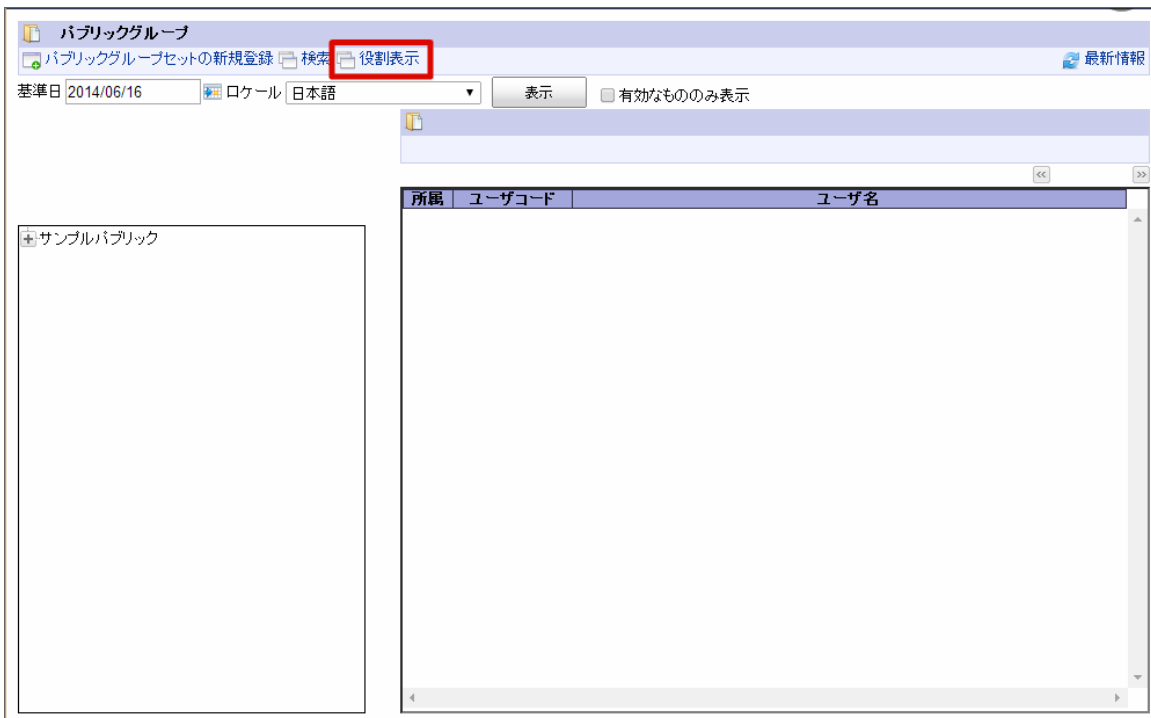 パブリックグループ
パブリックグループセットの新規登録 検索 役割表示 最新情報
基準日 2014/06/16 ロケール 日本語 表示 有効なもののみ表示
所属 ユーザコード ユーザ名
サンプルパブリック